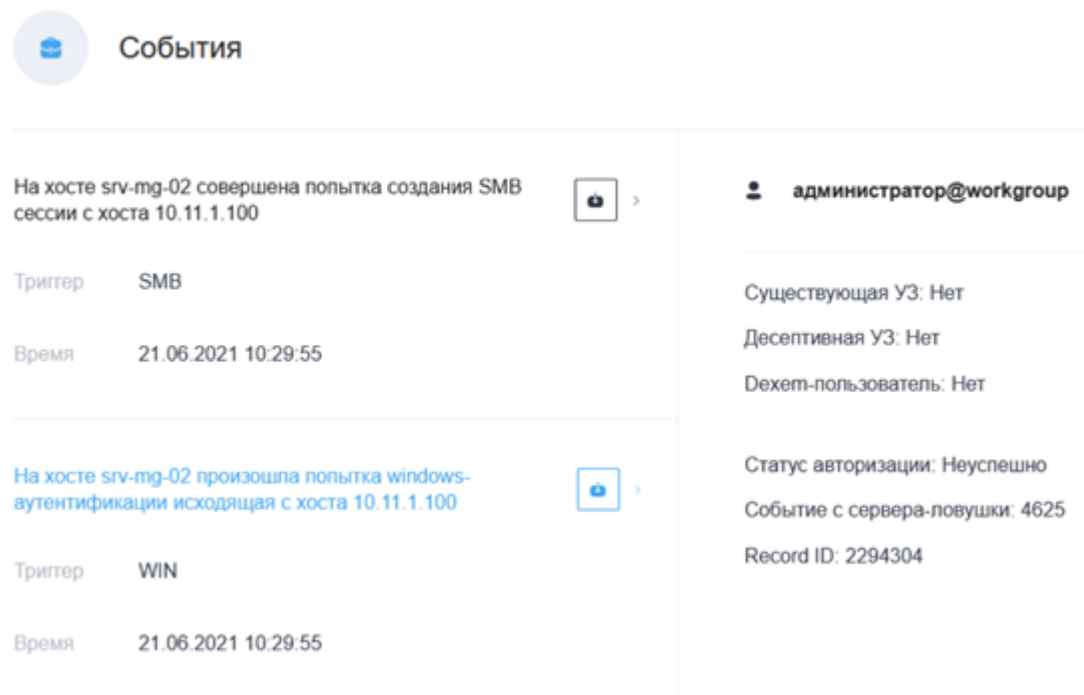 События
На хосте srv-mg-02 совершена попытка создания SMB
сессии с хоста 10.11.1.100
Триггер SMB
Время 21.06.2021 10:29:55
На хосте srv-mg-02 произошла попытка windows-
аутентификации исходящая с хоста 10.11.1.100
Триггер WIN
Время 21.06.2021 10:29:55
администратор@workgroup
Существующая УЗ: Нет
Десептивная УЗ: Нет
Dexem-пользователь: Нет
Статус авторизации: Неуспешно
Событие с сервера-ловушки: 4625
Record ID: 2294304